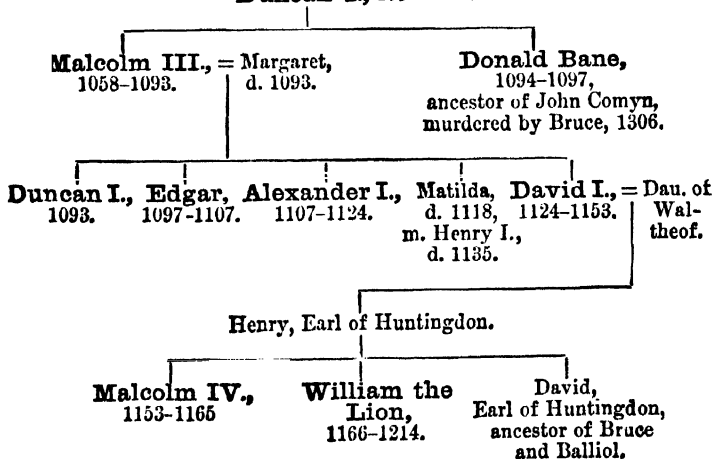 Malcolm III., = Margaret,
1058-1093. d. 1093.
Donald Bane,
1094-1097,
ancestor of John Comyn,
murdered by Bruce, 1306.
Duncan I.,
1093.
Edgar,
1097-1107.
Alexander I.,
1107-1124.
Matilda,
d. 1118,
m. Henry I.,
d. 1135.
David I., = Dau. of
1124-1153. Wal-
theof.
Henry, Earl of Huntingdon.
Malcolm IV.,
1153-1165
William the
Lion,
1166-1214.
David,
Earl of Huntingdon,
ancestor of Bruce
and Balliol.